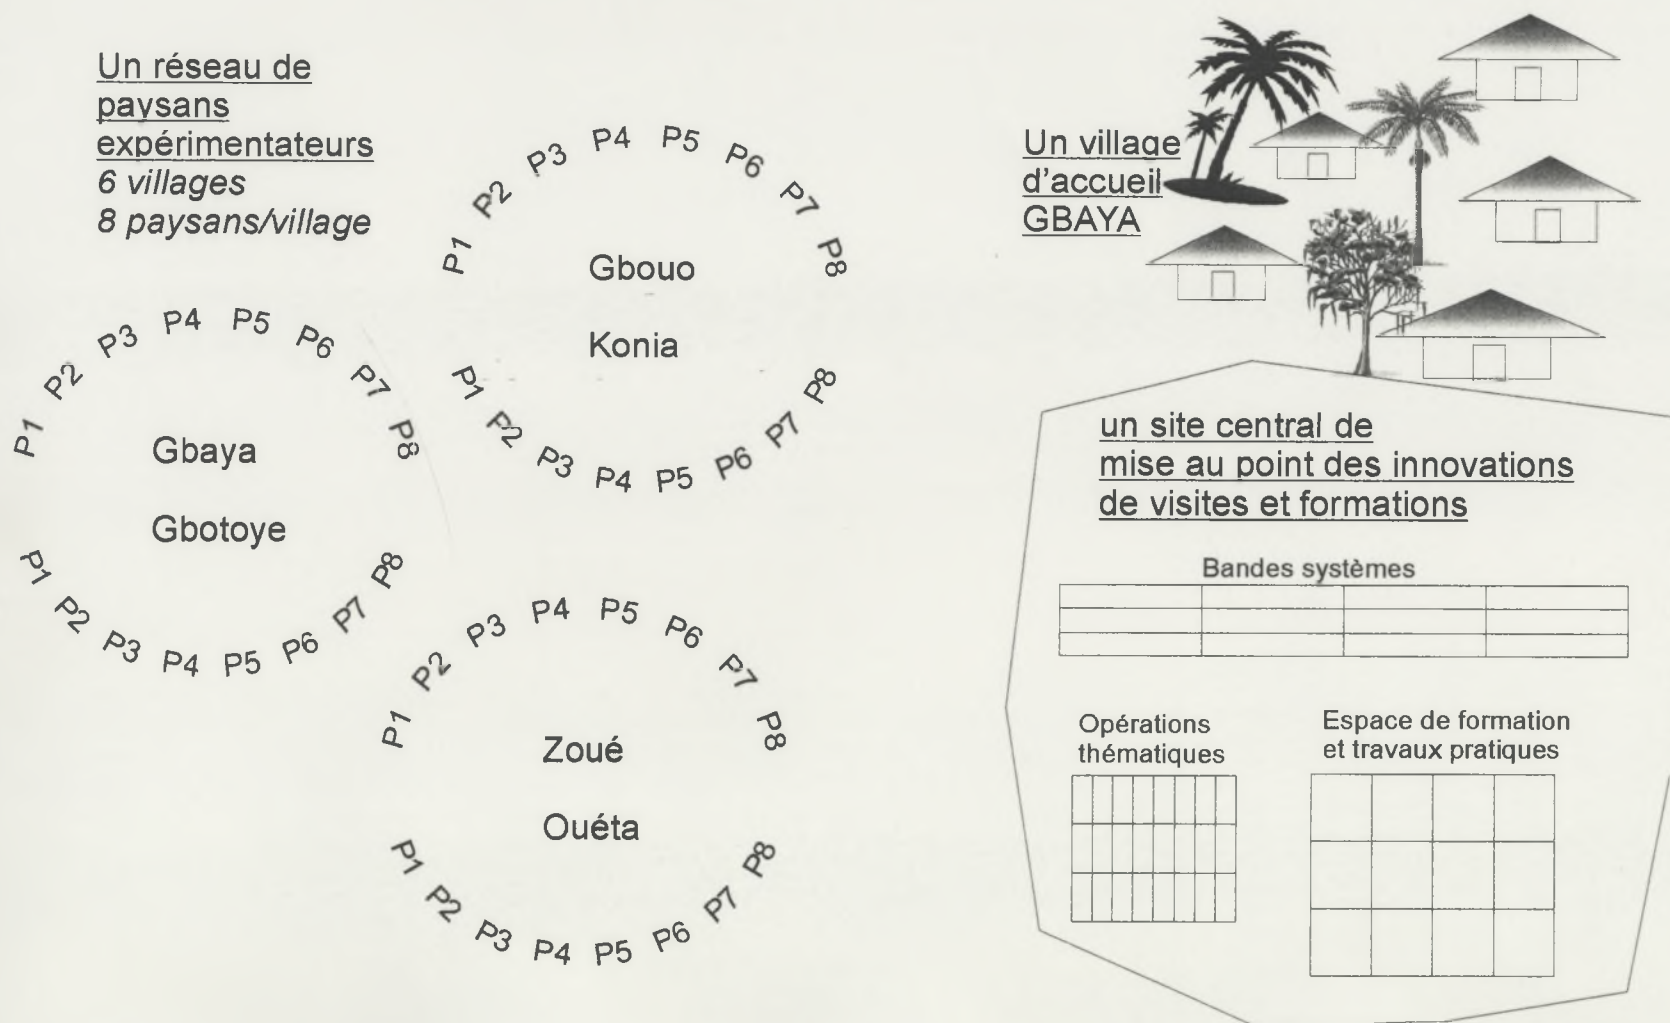 Un réseau de
paysans
expérimentateurs
6 villages
8 paysans/village
P1 P2 P3 P4 P5 P6 P7 P8
Gbouo
Konia
P1 P2 P3 P4 P5 P6 P7 P8
P1 P2 P3 P4 P5 P6 P7 P8
Gbaya
Gbotoye
P1 P2 P3 P4 P5 P6 P7 P8
P1 P2 P3 P4 P5 P6 P7 P8
Zoué
Ouéta
P1 P2 P3 P4 P5 P6 P7 P8
Un village
d'accueil
GBAYA
un site central de
mise au point des innovations
de visites et formations
Bandes systèmes
Opérations
thématiques
Espace de formation
et travaux pratiques